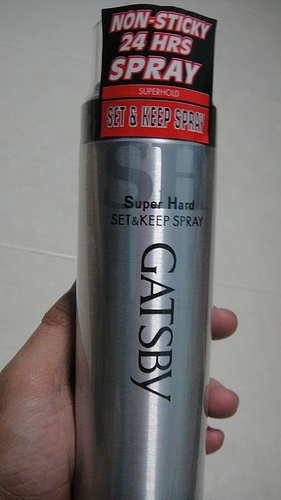 NON-STICKY
24 HRS
SPRAY
SUPERHOLD
SET & KEEP SPRAY
SH
Super Hard
SET&KEEP SPRAY
GATSBY